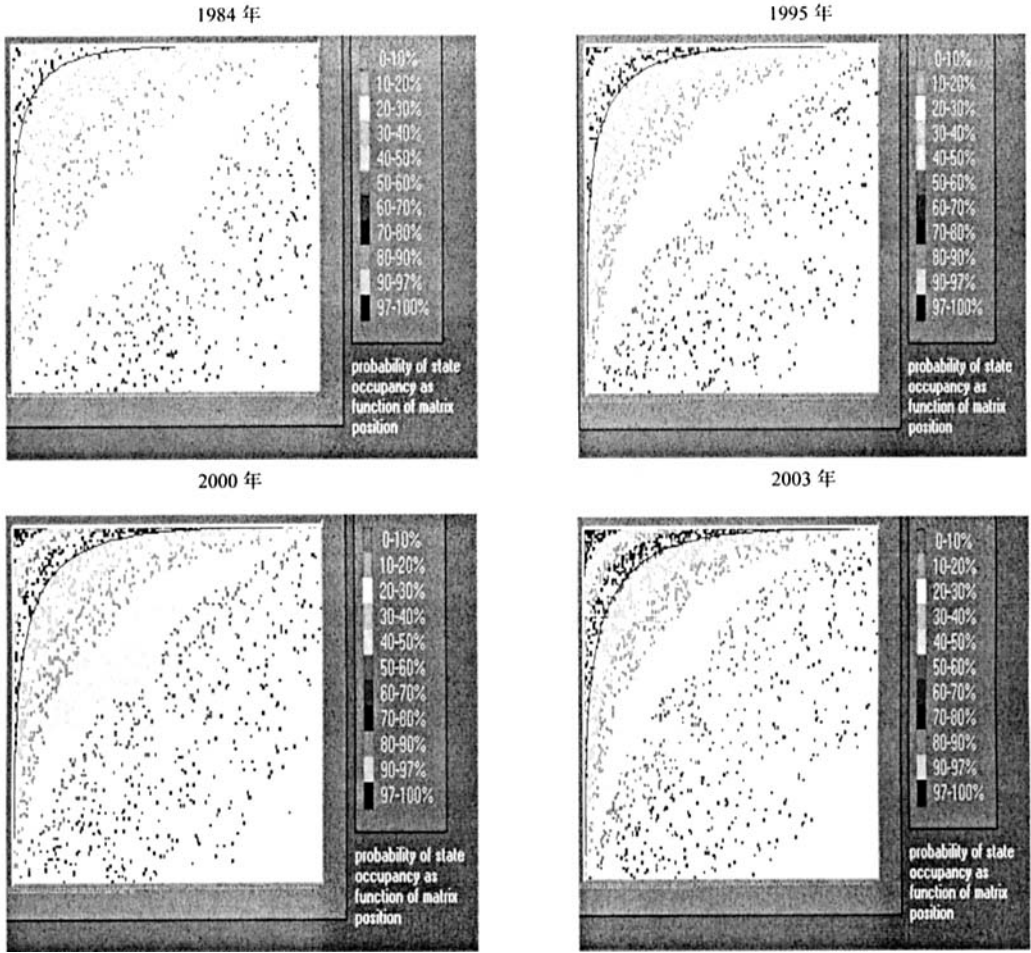 1984 年
0-10%
10-20%
20-30%
30-40%
40-50%
50-60%
60-70%
70-80%
80-90%
90-97%
97-100%
probability of state
occupancy as
function of matrix
position
1995 年
0-10%
10-20%
20-30%
30-40%
40-50%
50-60%
60-70%
70-80%
80-90%
90-97%
97-100%
probability of state
occupancy as
function of matrix
position
2000 年
0-10%
10-20%
20-30%
30-40%
40-50%
50-60%
60-70%
70-80%
80-90%
90-97%
97-100%
probability of state
occupancy as
function of matrix
position
2003 年
0-10%
10-20%
20-30%
30-40%
40-50%
50-60%
60-70%
70-80%
80-90%
90-97%
97-100%
probability of state
occupancy as
function of matrix
position